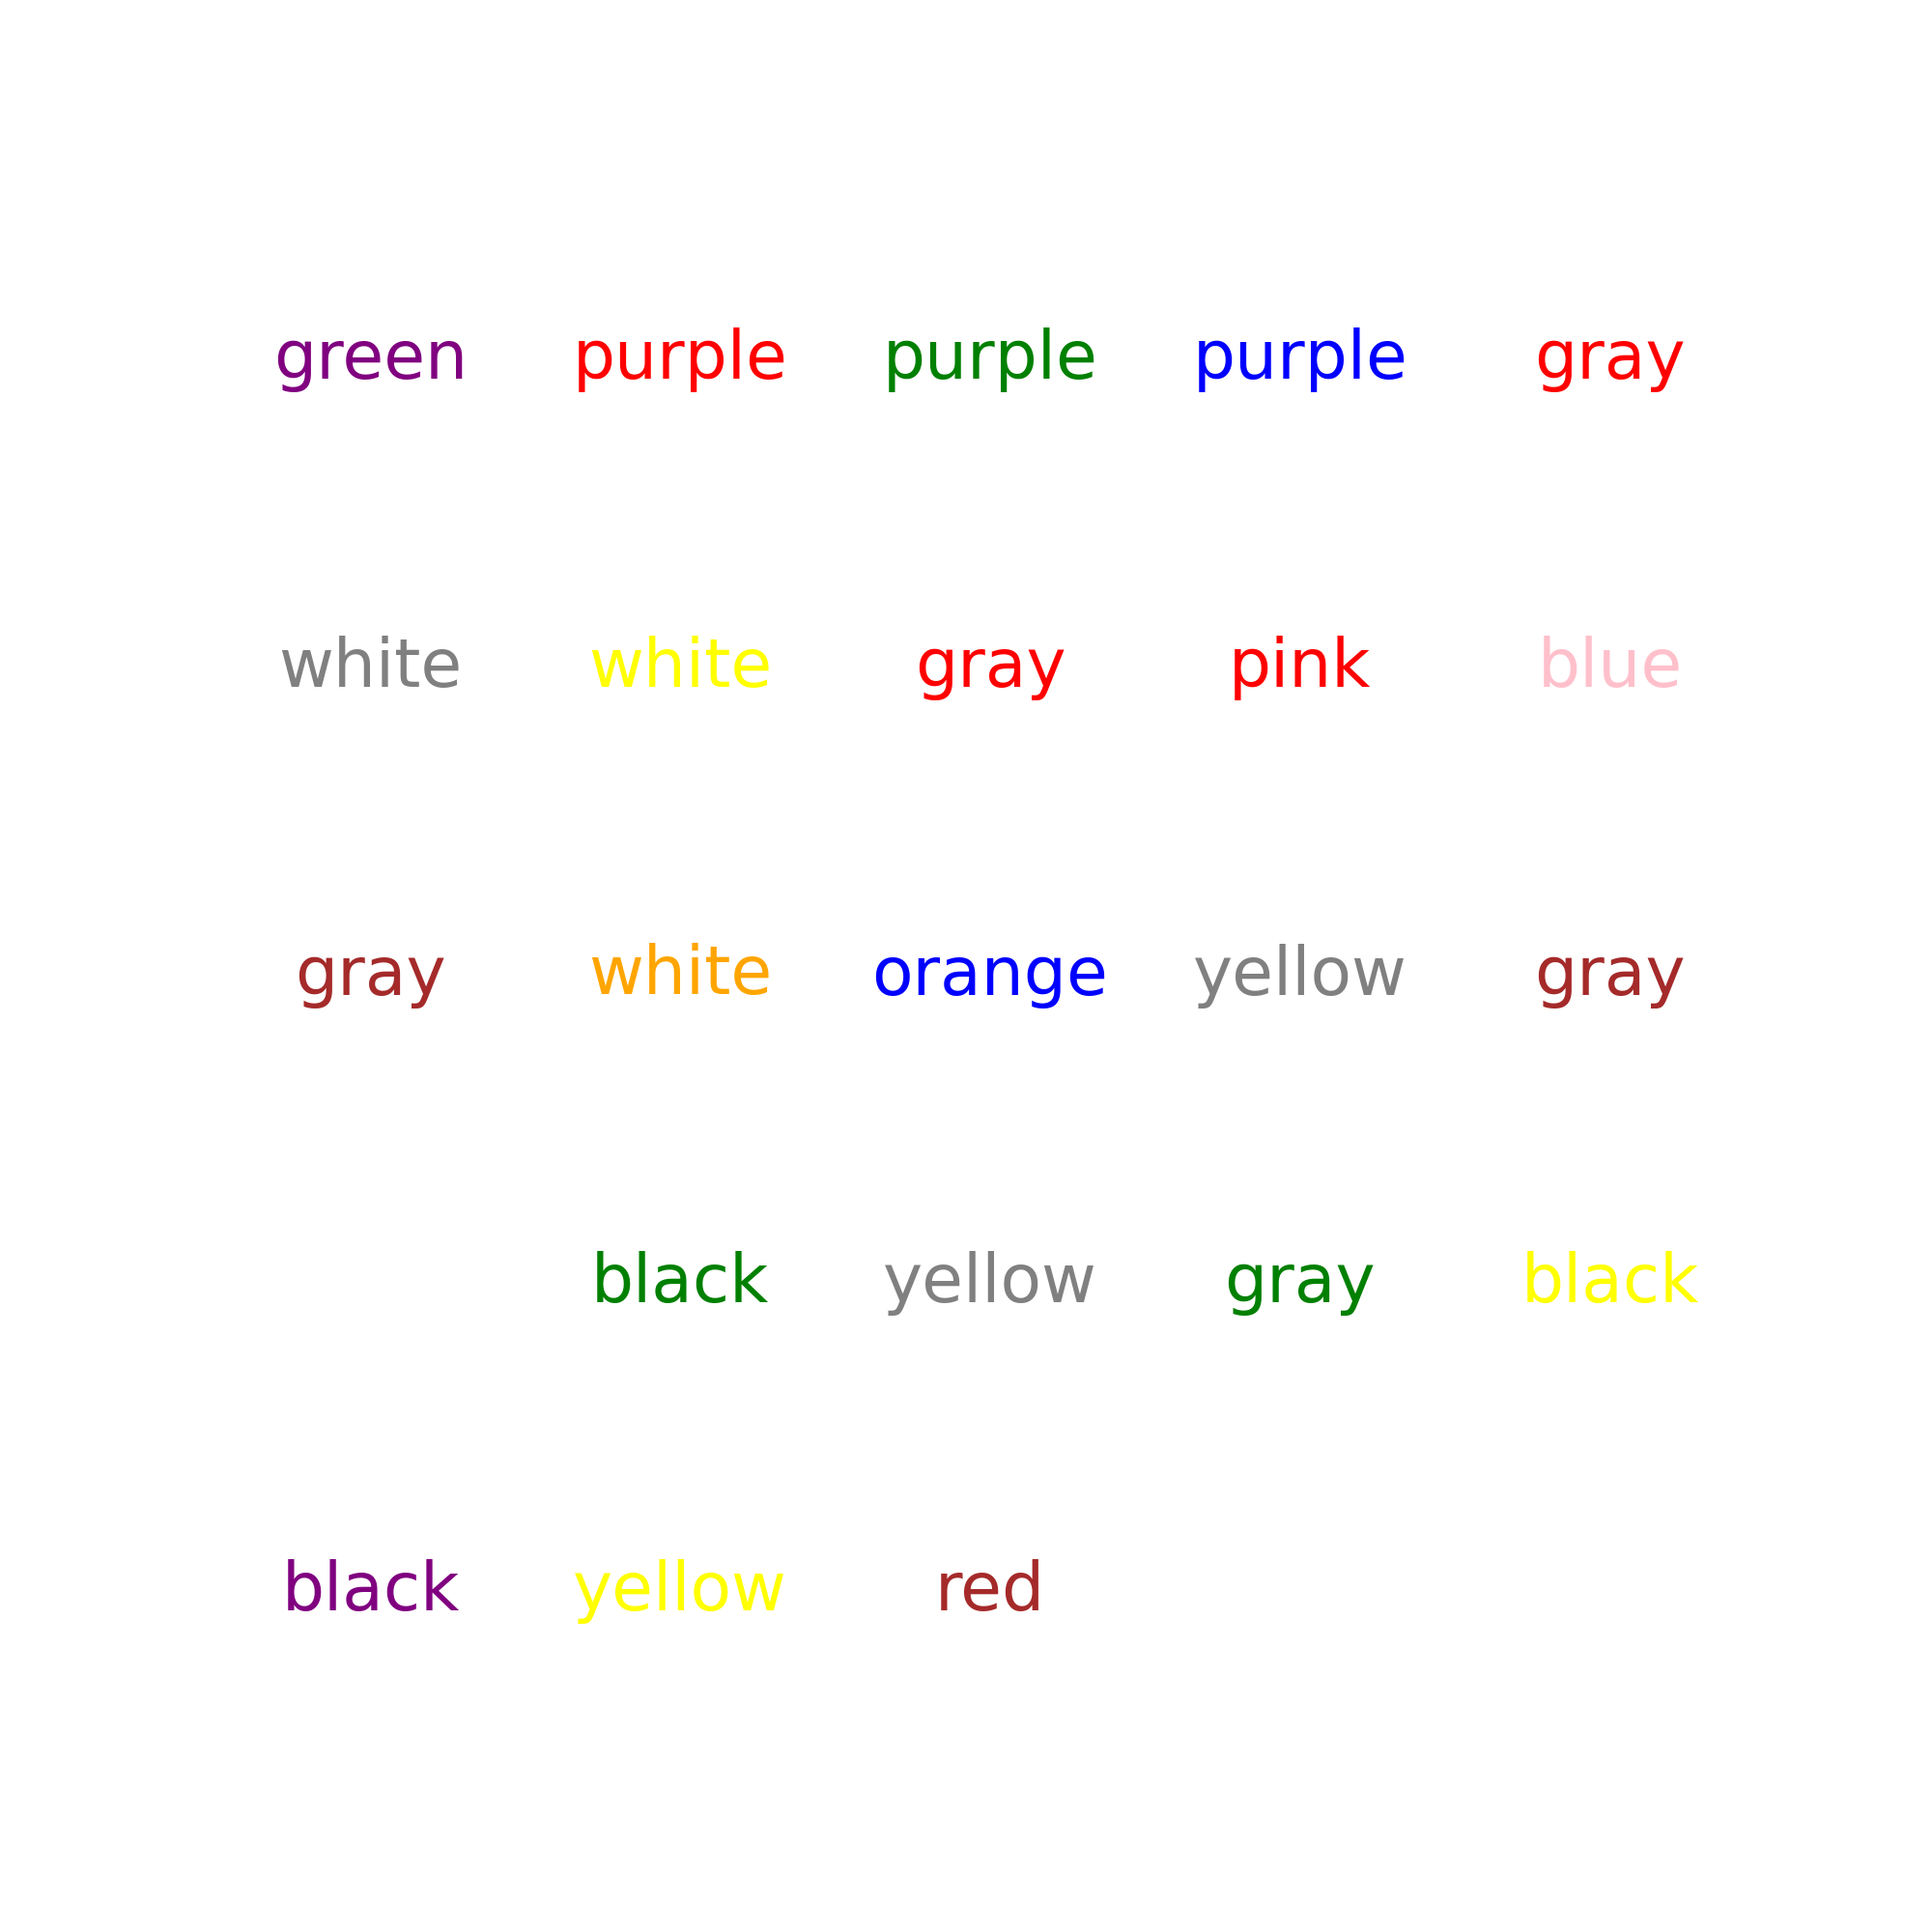 green purple purple purple gray
white white gray pink blue
gray white orange yellow gray
black yellow gray black
black yellow red